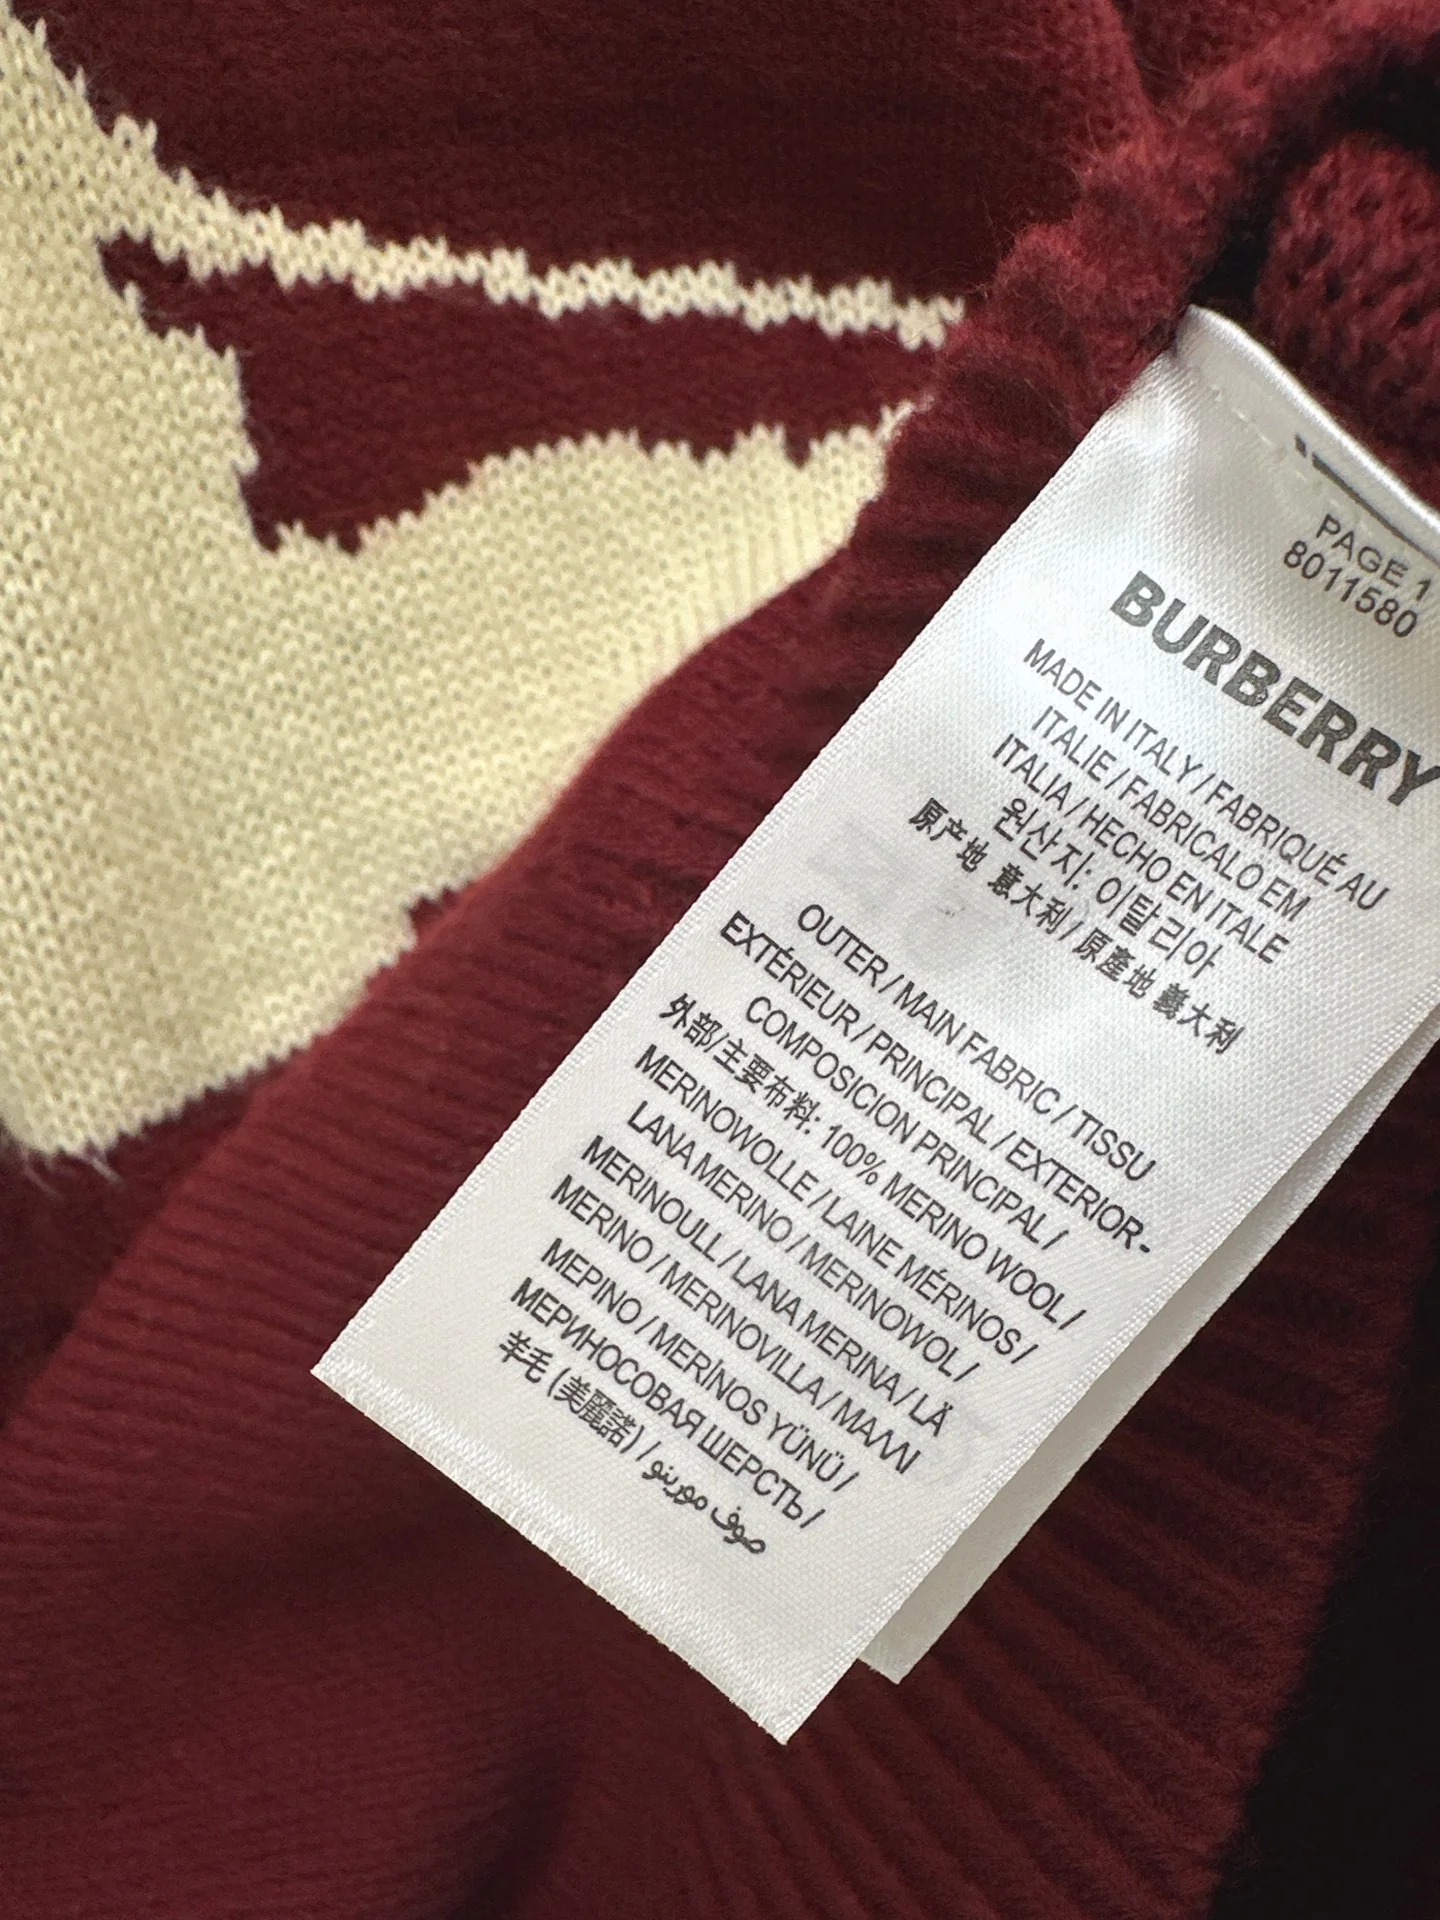 PAGE 1
8011580
BURBERRY
MADE IN ITALY / FABRIQUÉ AU
ITALIE / FABRICALO EM
ITALIA / HECHO EN ITALE
원산지: 이탈리아
原产地 意大利 / 原產地 義大利
OUTER / MAIN FABRIC / TISSU
EXTÉRIEUR / PRINCIPAL / EXTERIOR-
COMPOSICION PRINCIPAL /
外部/主要布料: 100% MERINO WOOL /
MERINOWOLLE / LAINE MÉRINOS /
LANA MERINO / MERINOWOL /
MERINOULL / LANA MERINA / LÄ
MERINO / MERINOVILLA / ΜΑΛΛΙ
ΜΕΡΙΝΟ / MERİNOS YÜNÜ /
МЕРИНОСОВАЯ ШЕРСТЬ /
羊毛 (美麗諾) / صوف مورينو